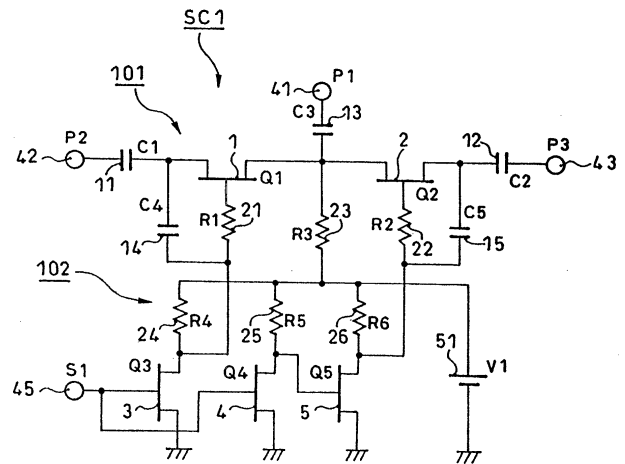 SC1
101
41 P1
C3 13
P2 C1 1 2 12 P3
42 11 Q1 Q2 C2 43
C4 R1 21 23 R2 C5
14 R3 22 15
102
24 R4 25 R5 26 R6
51 V1
S1 Q3 Q4 Q5
45 3 4 5